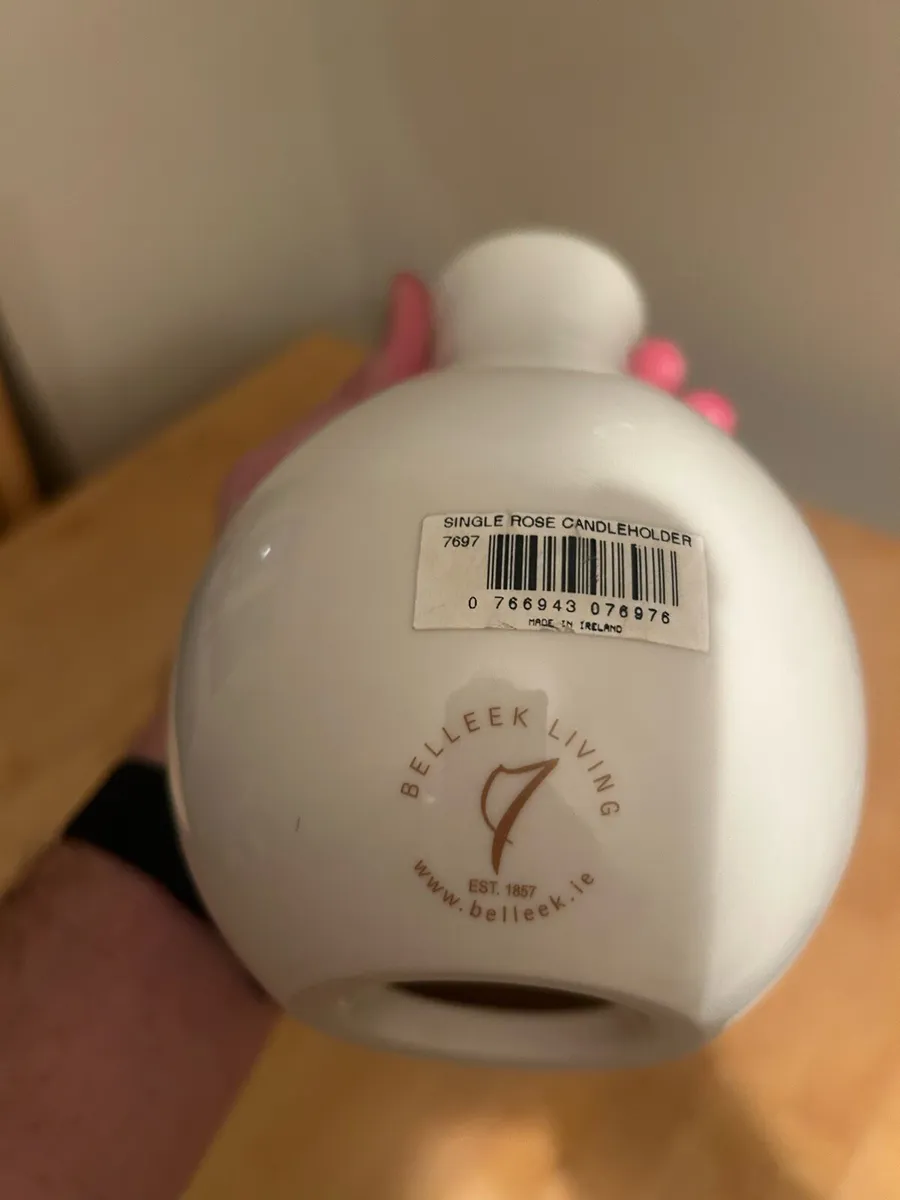 SINGLE ROSE CANDLEHOLDER
7697
0 766943 076976
MADE IN IRELAND
BELLEEK LIVING
EST. 1857
www.belleek.ie